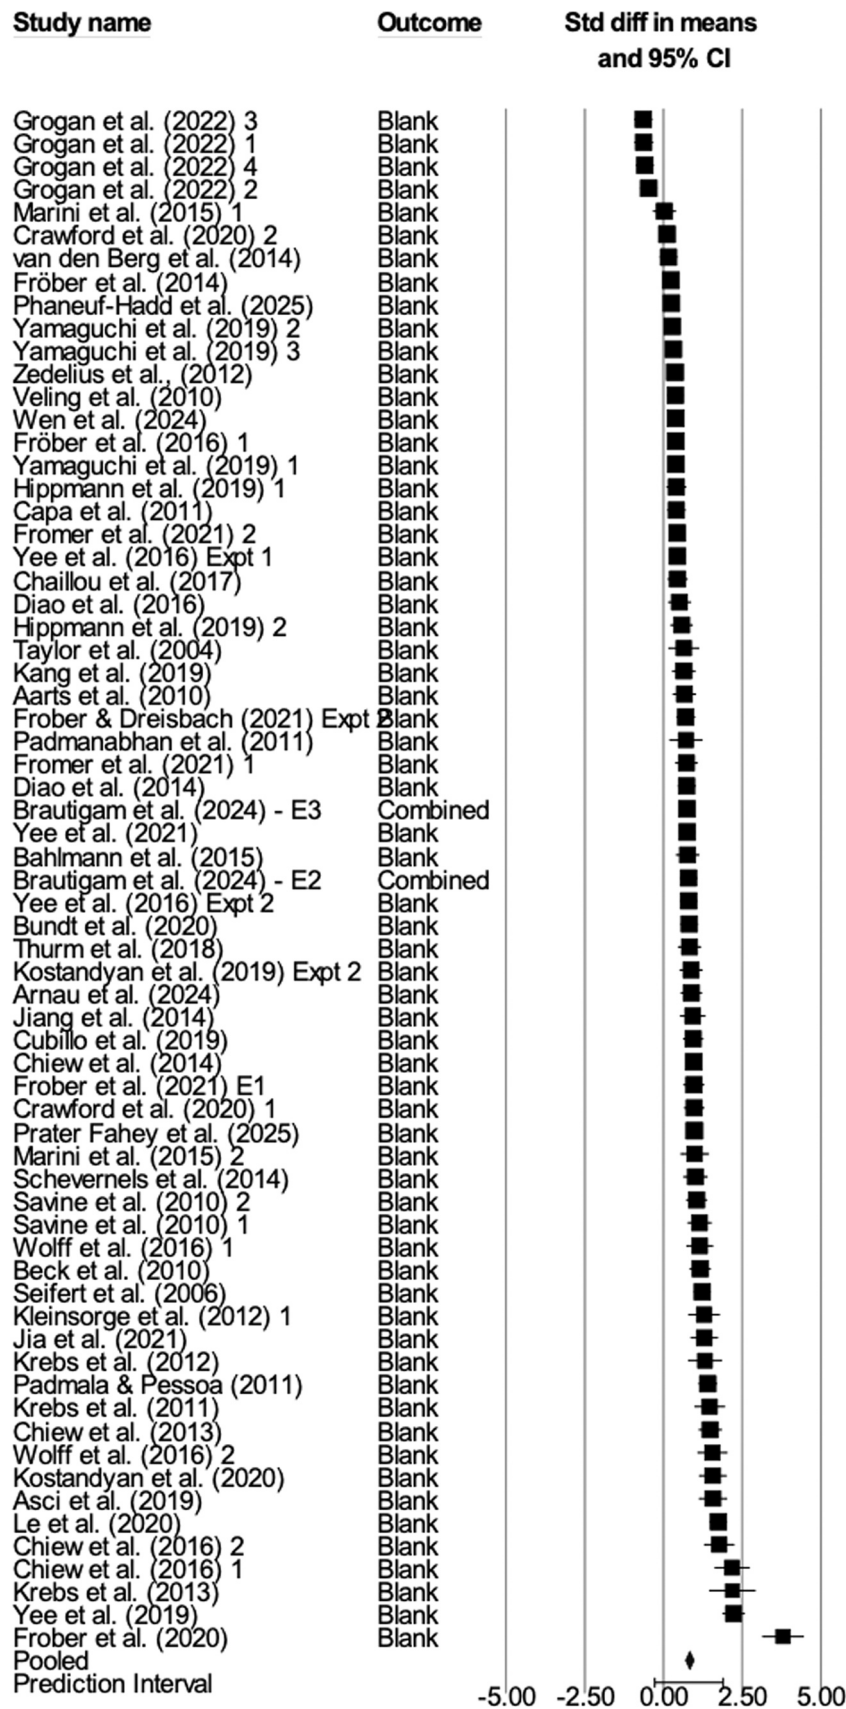 Study name Outcome Std diff in means
and 95% CI
Grogan et al. (2022) 3 Blank
Grogan et al. (2022) 1 Blank
Grogan et al. (2022) 4 Blank
Grogan et al. (2022) 2 Blank
Marini et al. (2015) 1 Blank
Crawford et al. (2020) 2 Blank
van den Berg et al. (2014) Blank
Fröber et al. (2014) Blank
Phaneuf-Hadd et al. (2025) Blank
Yamaguchi et al. (2019) 2 Blank
Yamaguchi et al. (2019) 3 Blank
Zedelius et al., (2012) Blank
Veling et al. (2010) Blank
Wen et al. (2024) Blank
Fröber et al. (2016) 1 Blank
Yamaguchi et al. (2019) 1 Blank
Hippmann et al. (2019) 1 Blank
Capa et al. (2011) Blank
Fromer et al. (2021) 2 Blank
Yee et al. (2016) Expt 1 Blank
Chaillou et al. (2017) Blank
Diao et al. (2016) Blank
Hippmann et al. (2019) 2 Blank
Taylor et al. (2004) Blank
Kang et al. (2019) Blank
Aarts et al. (2010) Blank
Frober & Dreisbach (2021) Expt 2 Blank
Padmanabhan et al. (2011) Blank
Fromer et al. (2021) 1 Blank
Diao et al. (2014) Blank
Brautigam et al. (2024) - E3 Combined
Yee et al. (2021) Blank
Bahlmann et al. (2015) Blank
Brautigam et al. (2024) - E2 Combined
Yee et al. (2016) Expt 2 Blank
Bundt et al. (2020) Blank
Thurm et al. (2018) Blank
Kostandyan et al. (2019) Expt 2 Blank
Arnau et al. (2024) Blank
Jiang et al. (2014) Blank
Cubillo et al. (2019) Blank
Chiew et al. (2014) Blank
Frober et al. (2021) E1 Blank
Crawford et al. (2020) 1 Blank
Prater Fahey et al. (2025) Blank
Marini et al. (2015) 2 Blank
Schevernels et al. (2014) Blank
Savine et al. (2010) 2 Blank
Savine et al. (2010) 1 Blank
Wolff et al. (2016) 1 Blank
Beck et al. (2010) Blank
Seifert et al. (2006) Blank
Kleinsorge et al. (2012) 1 Blank
Jia et al. (2021) Blank
Krebs et al. (2012) Blank
Padmala & Pessoa (2011) Blank
Krebs et al. (2011) Blank
Chiew et al. (2013) Blank
Wolff et al. (2016) 2 Blank
Kostandyan et al. (2020) Blank
Asci et al. (2019) Blank
Le et al. (2020) Blank
Chiew et al. (2016) 2 Blank
Chiew et al. (2016) 1 Blank
Krebs et al. (2013) Blank
Yee et al. (2019) Blank
Frober et al. (2020) Blank
Pooled
Prediction Interval
-5.00 -2.50 0.00 2.50 5.00